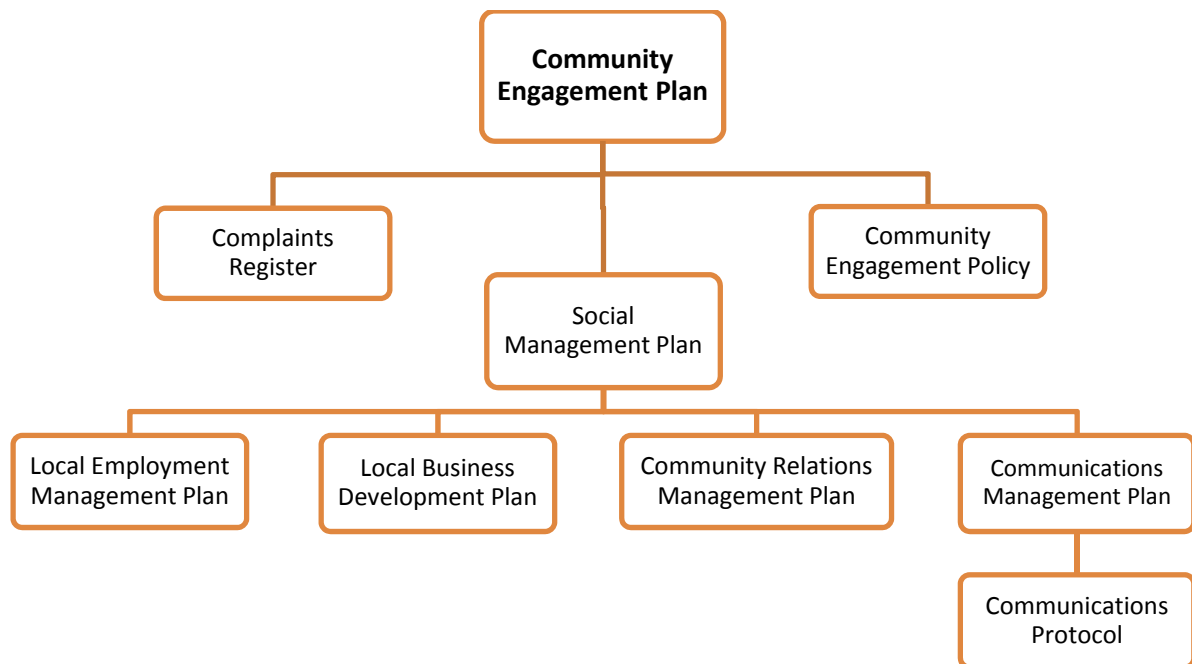 Community
Engagement Plan
Complaints
Register
Community
Engagement Policy
Social
Management Plan
Local Employment
Management Plan
Local Business
Development Plan
Community Relations
Management Plan
Communications
Management Plan
Communications
Protocol